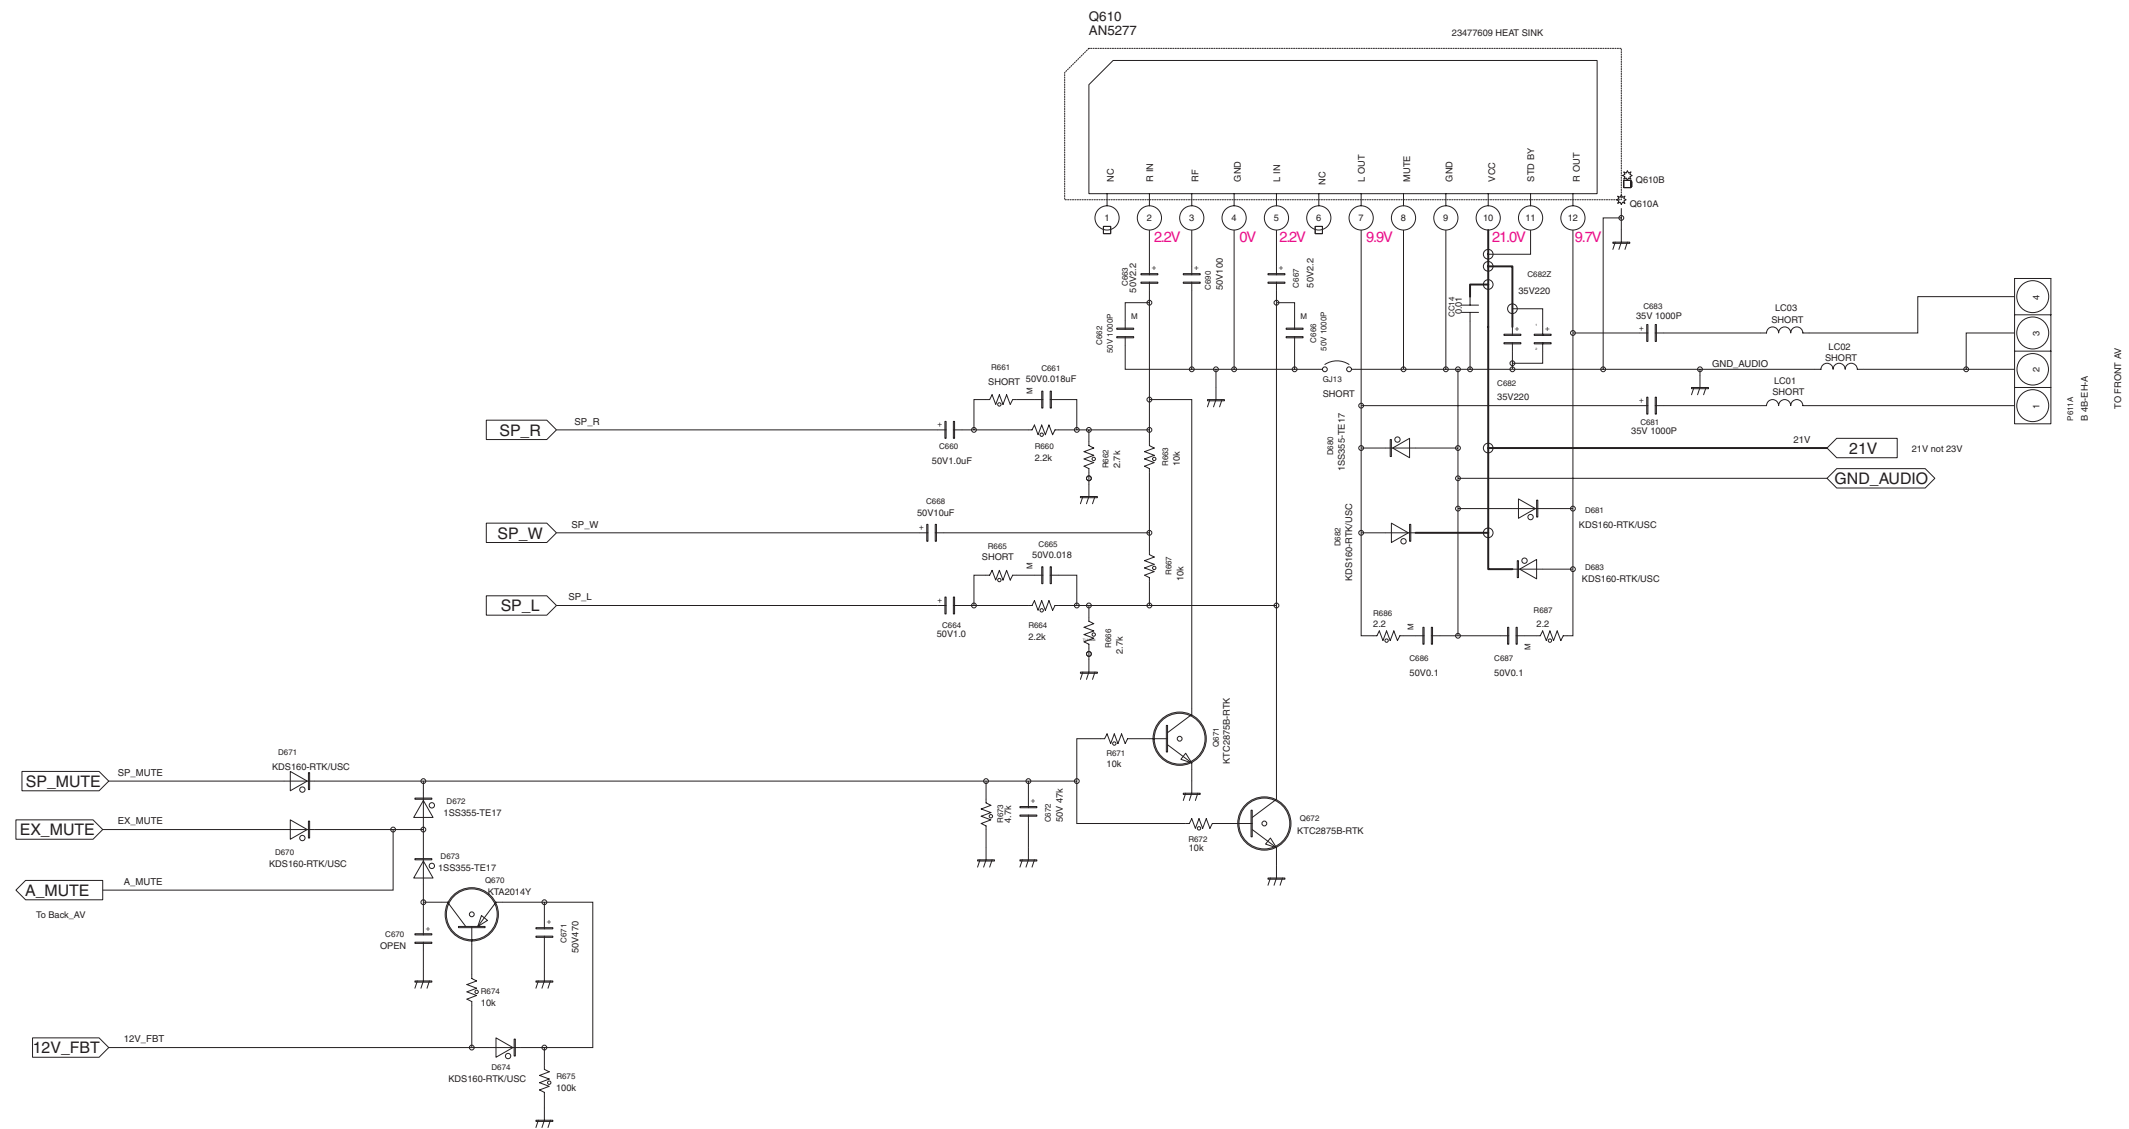 Q610
AN5277
23477609 HEAT SINK
NC
R IN
RF
GND
L IN
NC
L OUT
MUTE
GND
VCC
STD BY
R OUT
Q610B
Q610A
1
2
3
4
5
6
7
8
9
10
11
12
2.2V
0V
2.2V
9.9V
21.0V
9.7V
C663
50V2.2
C690
50V100
C667
50V2.2
C662
50V 1000P
M
C666
50V 1000P
M
CC14
0.01
C682Z
35V220
C682
35V220
C683
35V 1000P
LC03
SHORT
LC02
SHORT
GND_AUDIO
LC01
SHORT
C681
35V 1000P
4
3
2
1
P611A
B 4B-EH-A
TO FRONT AV
GJ13
SHORT
R661
SHORT
M
C661
50V0.018uF
SP_R
SP_R
C660
50V1.0uF
R660
2.2k
R662
2.7k
R663
10k
D680
1SS355-TE17
21V
21V
21V not 23V
GND_AUDIO
C668
50V10uF
SP_W
SP_W
D682
KDS160-RTK/USC
D681
KDS160-RTK/USC
D683
KDS160-RTK/USC
R665
SHORT
M
C665
50V0.018
R667
10k
SP_L
SP_L
C664
50V1.0
R664
2.2k
R666
2.7k
R686
2.2
M
C686
50V0.1
C687
50V0.1
M
R687
2.2
Q671
KTC2875B-RTK
R671
10k
D671
KDS160-RTK/USC
SP_MUTE
SP_MUTE
D672
1SS355-TE17
R673
4.7k
C672
50V 47k
R672
10k
Q672
KTC2875B-RTK
EX_MUTE
EX_MUTE
D670
KDS160-RTK/USC
D673
1SS355-TE17
A_MUTE
A_MUTE
To Back_AV
Q670
KTA2014Y
C670
OPEN
C671
50V470
R674
10k
12V_FBT
12V_FBT
D674
KDS160-RTK/USC
R675
100k